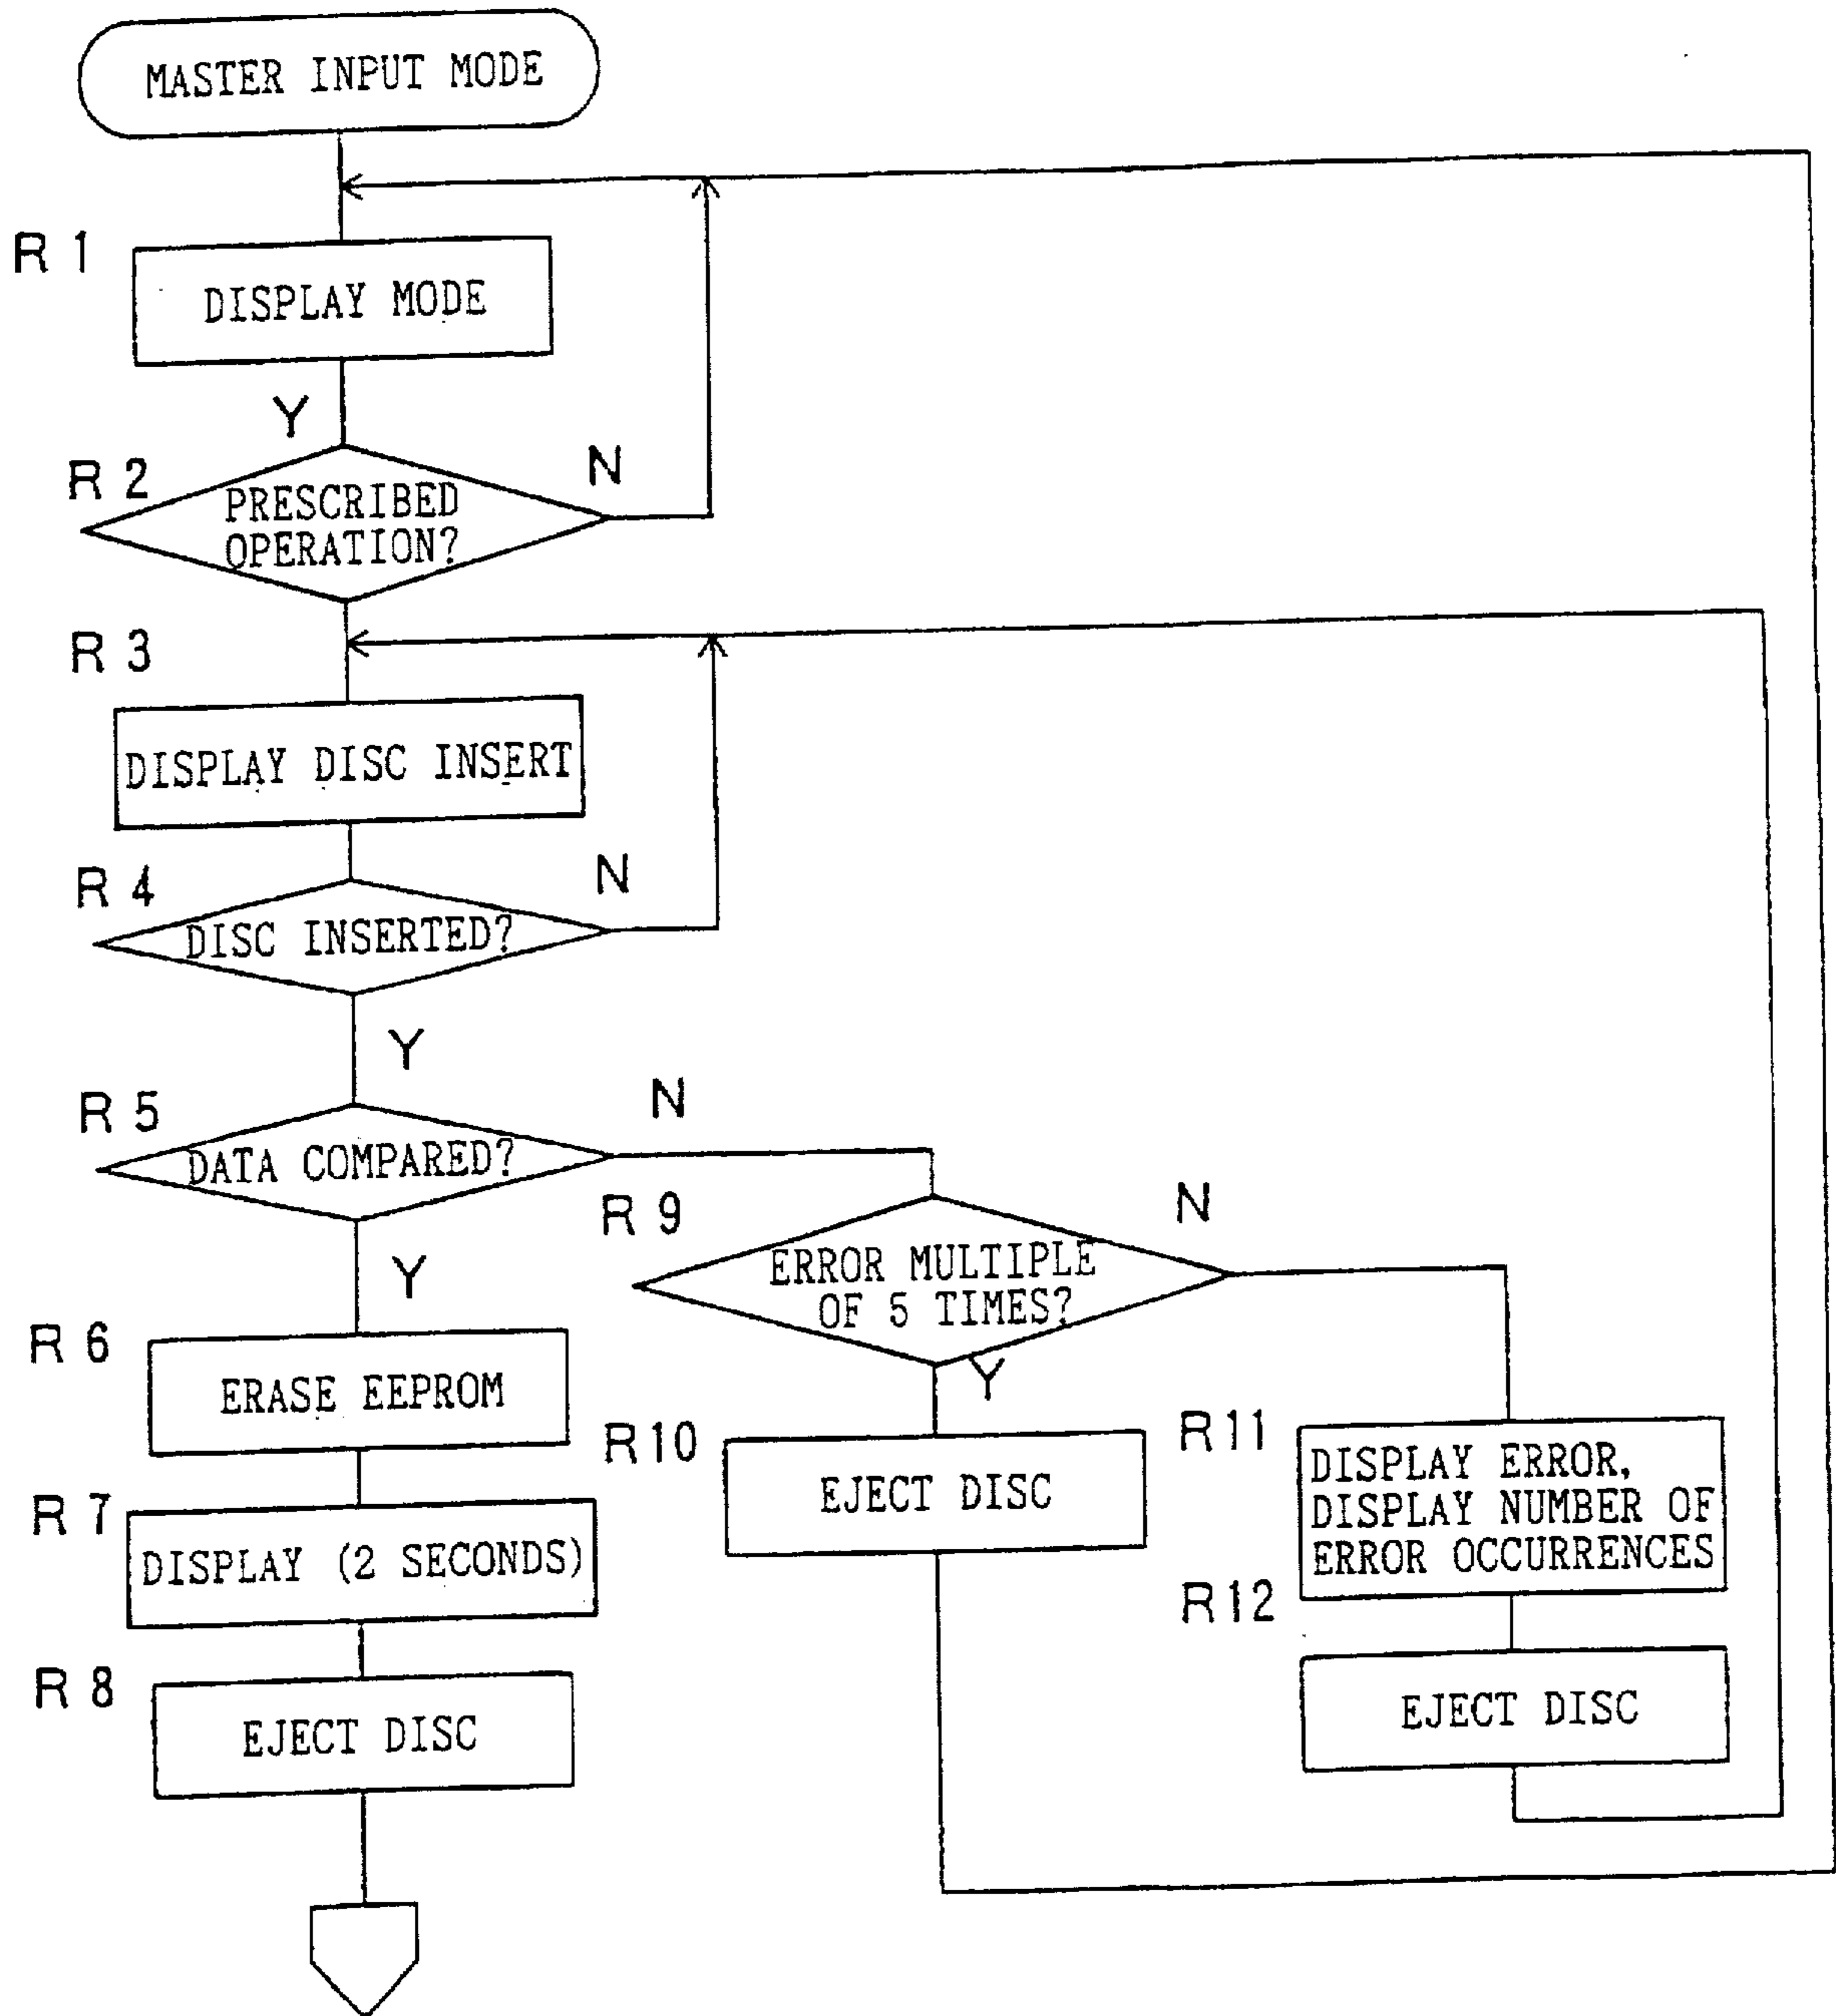 MASTER INPUT MODE
R 1
DISPLAY MODE
Y
R 2
N
PRESCRIBED
OPERATION?
R 3
DISPLAY DISC INSERT
R 4
N
DISC INSERTED?
Y
R 5
N
DATA COMPARED?
R 9
N
ERROR MULTIPLE
OF 5 TIMES?
Y
R 6
ERASE EEPROM
Y
R10
EJECT DISC
R11
DISPLAY ERROR,
DISPLAY NUMBER OF
ERROR OCCURRENCES
R 7
DISPLAY (2 SECONDS)
R12
EJECT DISC
R 8
EJECT DISC